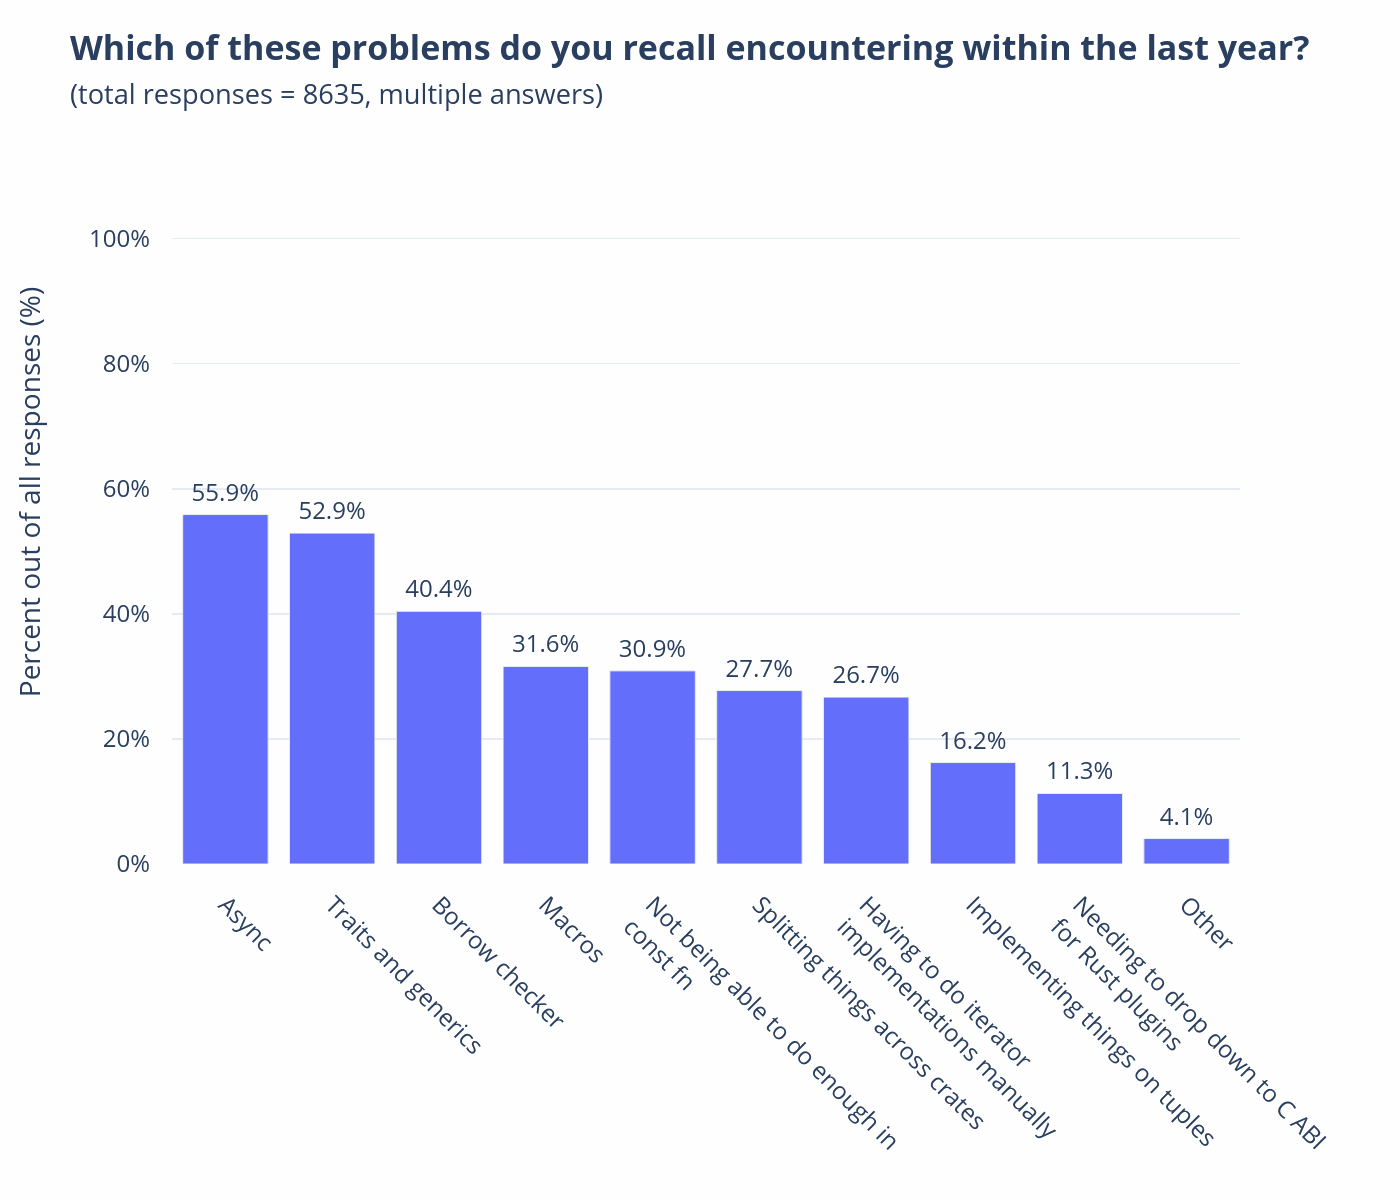 Which of these problems do you recall encountering within the last year?
(total responses = 8635, multiple answers)
Percent out of all responses (%)
100%
80%
60%
40%
20%
0%
55.9%
52.9%
40.4%
31.6%
30.9%
27.7%
26.7%
16.2%
11.3%
4.1%
Async
Traits and generics
Borrow checker
Macros
Not being able to do enough in
const fn
Splitting things across crates
Having to do iterator
implementations manually
Implementing things on tuples
Needing to drop down to C ABI
for Rust plugins
Other